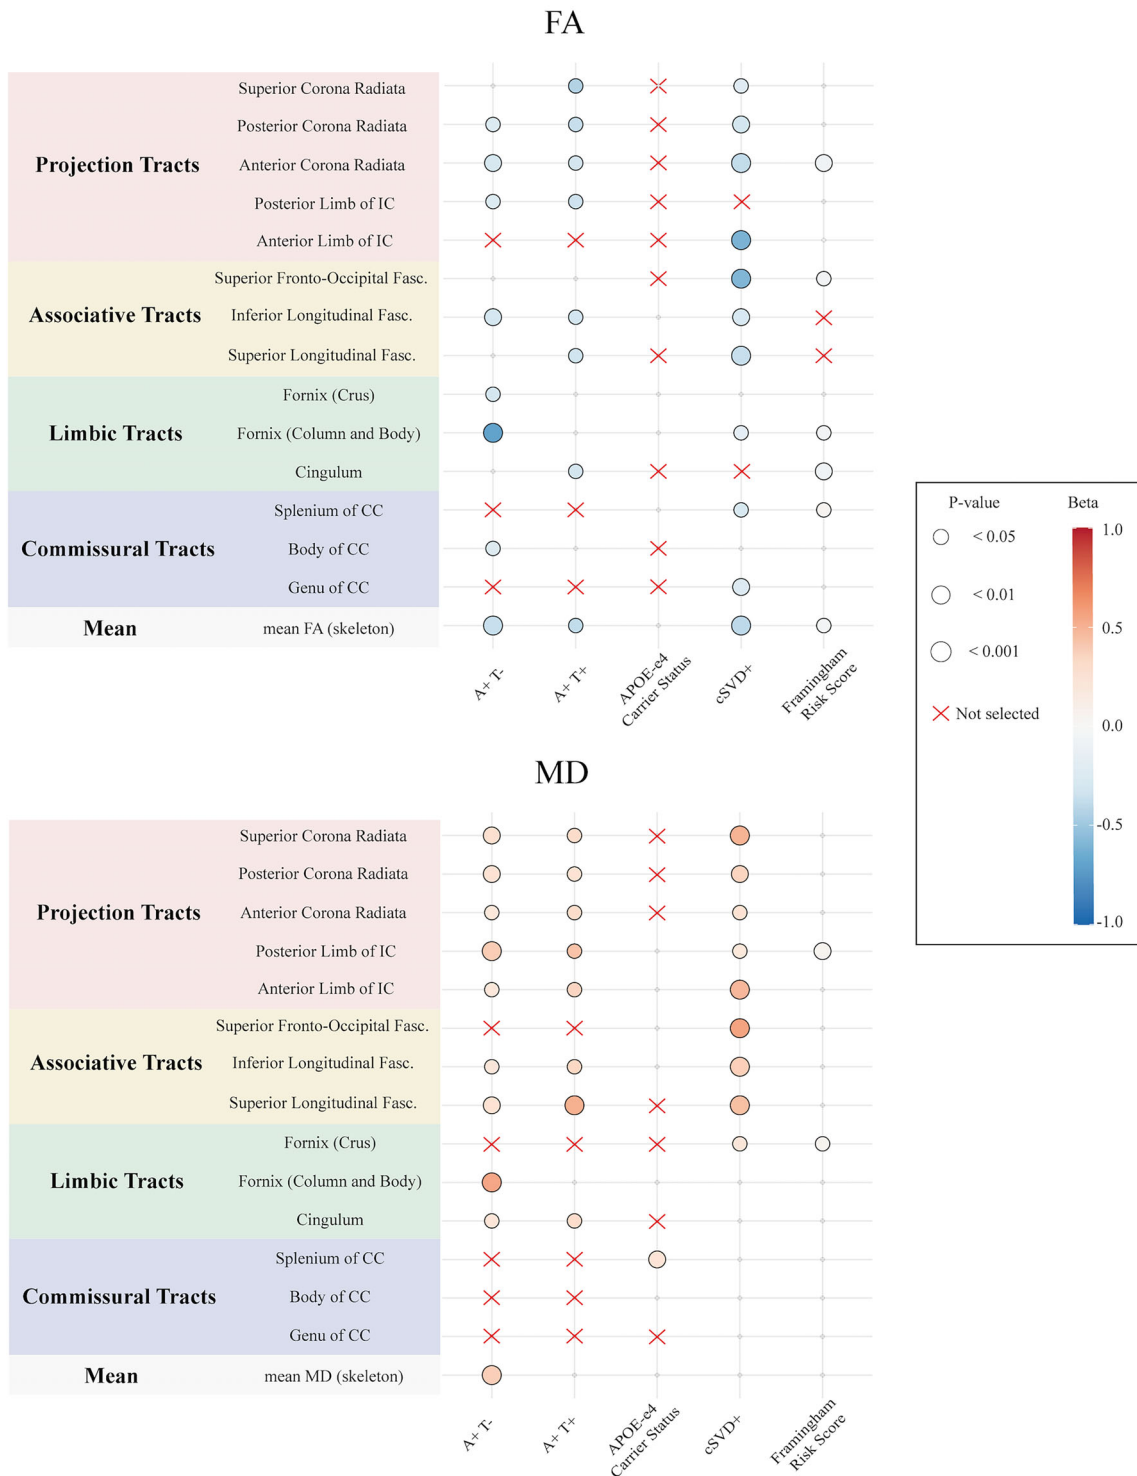 FA
Projection Tracts
Superior Corona Radiata
Posterior Corona Radiata
Anterior Corona Radiata
Posterior Limb of IC
Anterior Limb of IC
Associative Tracts
Superior Fronto-Occipital Fasc.
Inferior Longitudinal Fasc.
Superior Longitudinal Fasc.
Limbic Tracts
Fornix (Crus)
Fornix (Column and Body)
Cingulum
Commissural Tracts
Splenium of CC
Body of CC
Genu of CC
Mean
mean FA (skeleton)
A+ T-
A+ T+
APOE-e4
Carrier Status
cSVD+
Framingham
Risk Score
P-value
< 0.05
< 0.01
< 0.001
Not selected
Beta
1.0
0.5
0.0
-0.5
-1.0
MD
Projection Tracts
Superior Corona Radiata
Posterior Corona Radiata
Anterior Corona Radiata
Posterior Limb of IC
Anterior Limb of IC
Associative Tracts
Superior Fronto-Occipital Fasc.
Inferior Longitudinal Fasc.
Superior Longitudinal Fasc.
Limbic Tracts
Fornix (Crus)
Fornix (Column and Body)
Cingulum
Commissural Tracts
Splenium of CC
Body of CC
Genu of CC
Mean
mean MD (skeleton)
A+ T-
A+ T+
APOE-e4
Carrier Status
cSVD+
Framingham
Risk Score